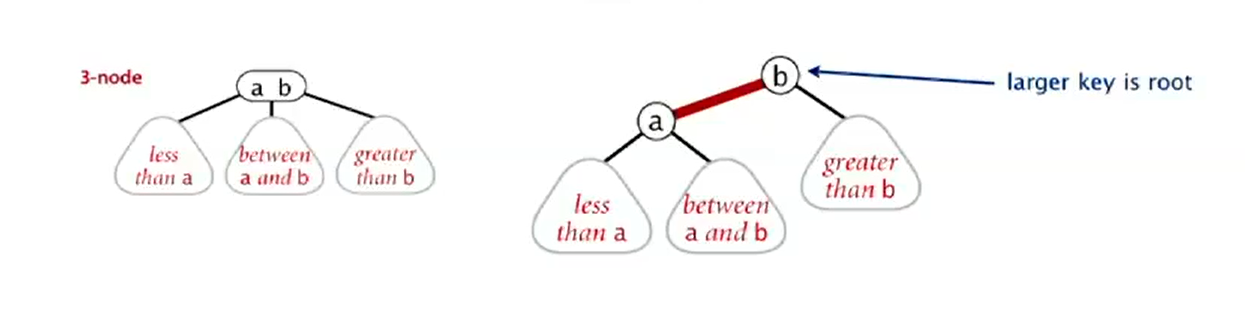 3-node
a b
less
than a
between
a and b
greater
than b
b
larger key is root
a
less
than a
between
a and b
greater
than b